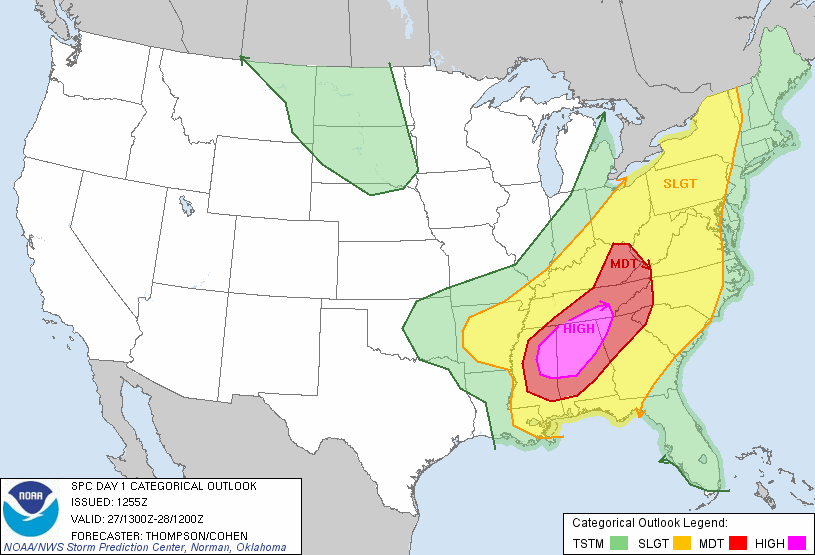 SLGT
MDT
HIGH
NOAA
SPC DAY 1 CATEGORICAL OUTLOOK
ISSUED: 1255Z
VALID: 27/1300Z-28/1200Z
FORECASTER: THOMPSON/COHEN
NOAA/NWS Storm Prediction Center, Norman, Oklahoma
Categorical Outlook Legend:
TSTM SLGT MDT HIGH